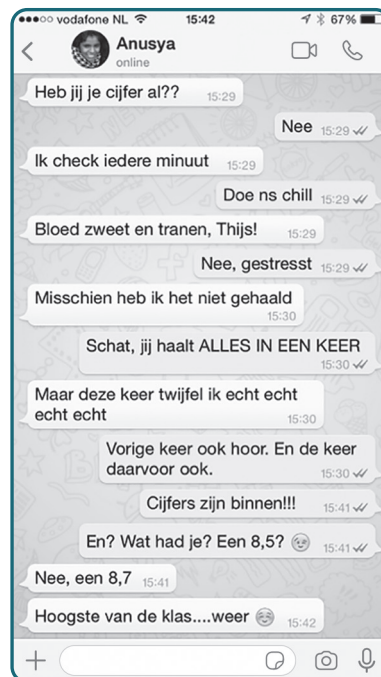 vodafone NL 15:42 67%
Anusya
online
Heb jij je cijfer al?? 15:29
Nee 15:29
Ik check iedere minuut 15:29
Doe ns chill 15:29
Bloed zweet en tranen, Thijs! 15:29
Nee, gestresst 15:29
Misschien heb ik het niet gehaald
15:30
Schat, jij haalt ALLES IN EEN KEER
15:30
Maar deze keer twijfel ik echt echt
echt echt 15:30
Vorige keer ook hoor. En de keer
daarvoor ook. 15:30
Cijfers zijn binnen!!! 15:41
En? Wat had je? Een 8,5? 😉 15:41
Nee, een 8,7 15:41
Hoogste van de klas....weer ☺️ 15:42